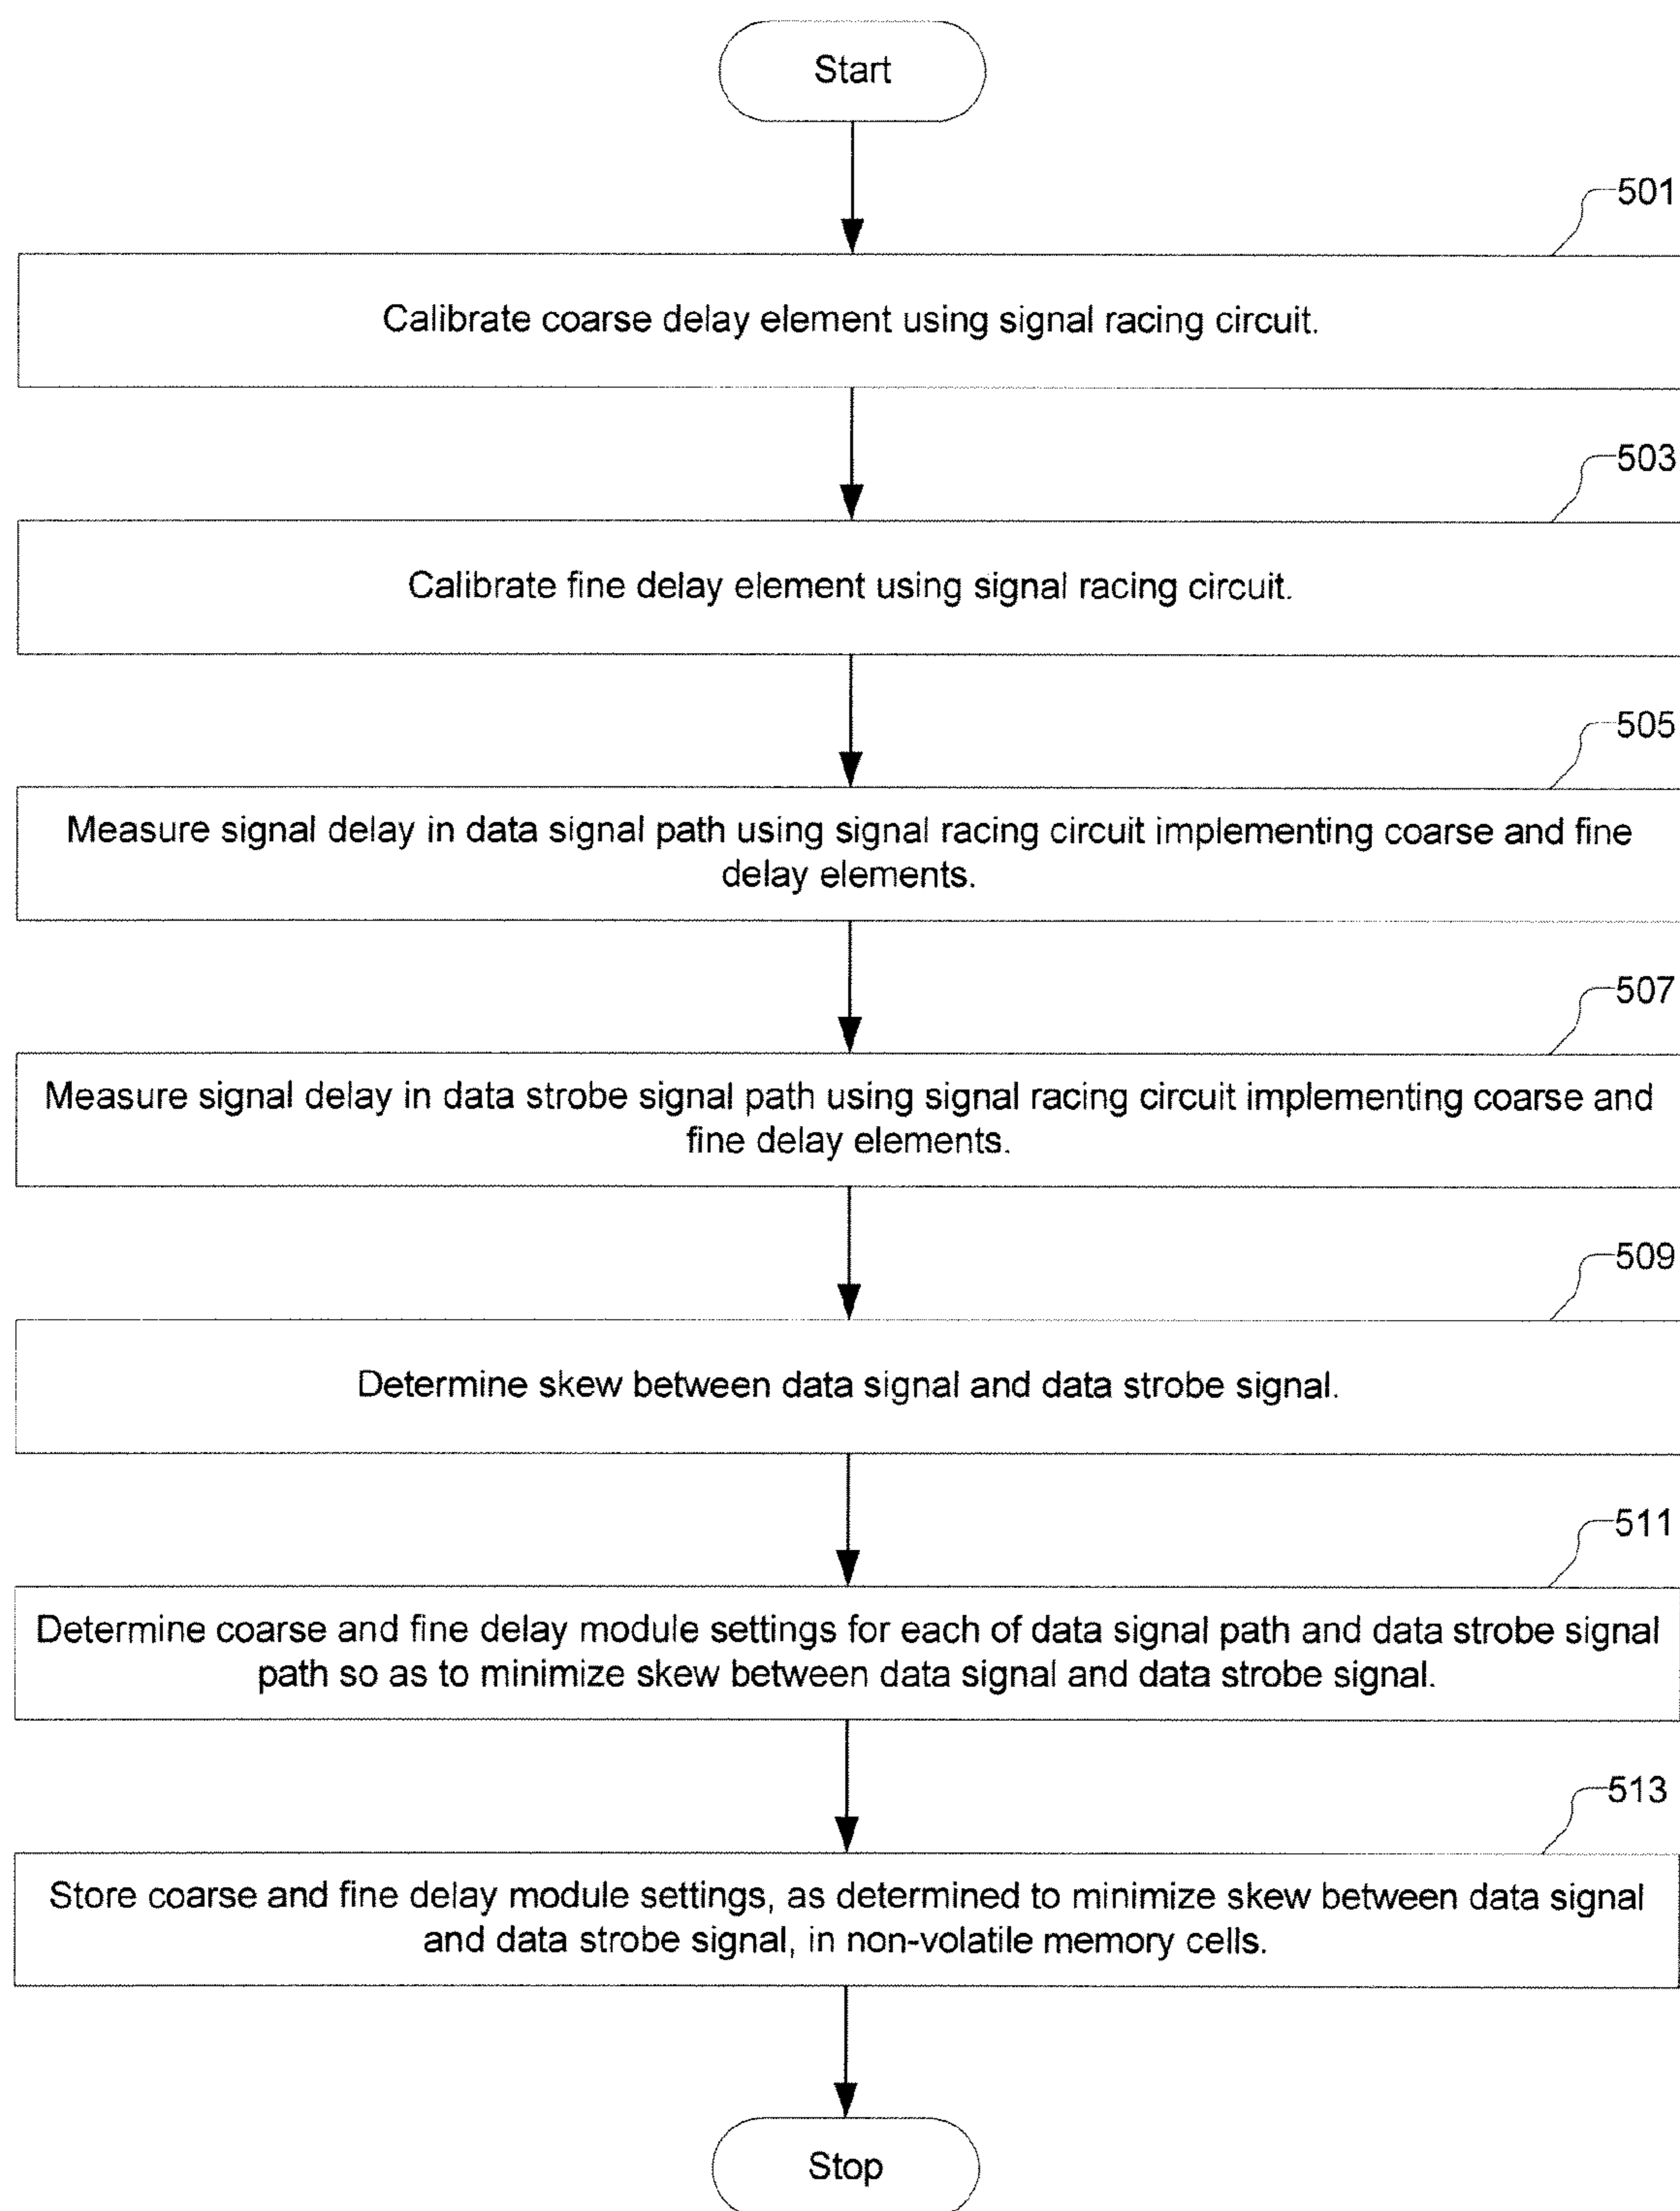 Start
501
Calibrate coarse delay element using signal racing circuit.
503
Calibrate fine delay element using signal racing circuit.
505
Measure signal delay in data signal path using signal racing circuit implementing coarse and fine
delay elements.
507
Measure signal delay in data strobe signal path using signal racing circuit implementing coarse and
fine delay elements.
509
Determine skew between data signal and data strobe signal.
511
Determine coarse and fine delay module settings for each of data signal path and data strobe signal
path so as to minimize skew between data signal and data strobe signal.
513
Store coarse and fine delay module settings, as determined to minimize skew between data signal
and data strobe signal, in non-volatile memory cells.
Stop